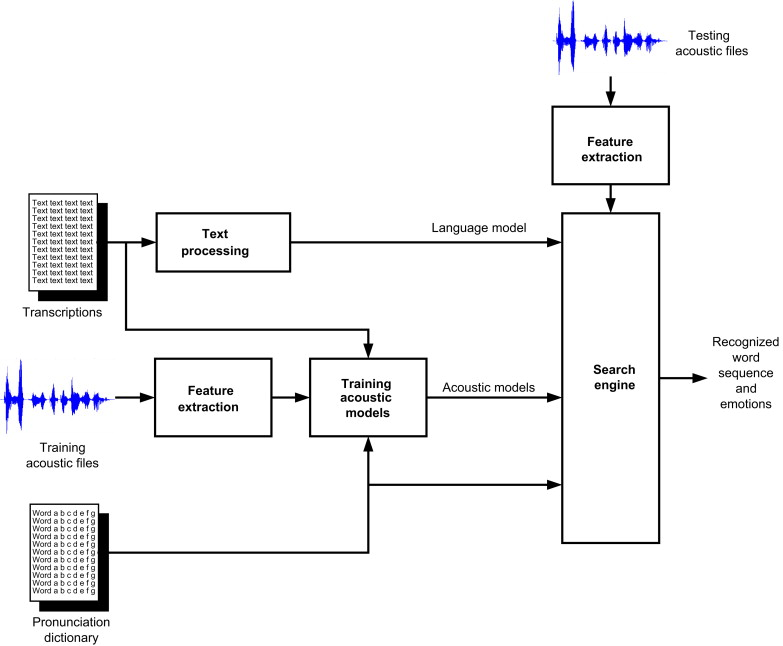 Testing
acoustic files
Feature
extraction
Text text text text
Text text text text
Text text text text
Text text text text
Text text text text
Text text text text
Text text text text
Text text text text
Text text text text
Text text text text
Text text text text
Transcriptions
Text
processing
Language model
Training
acoustic files
Feature
extraction
Training
acoustic
models
Acoustic models
Search
engine
Recognized
word
sequence
and
emotions
Word a b c d e f g
Word a b c d e f g
Word a b c d e f g
Word a b c d e f g
Word a b c d e f g
Word a b c d e f g
Word a b c d e f g
Word a b c d e f g
Word a b c d e f g
Word a b c d e f g
Word a b c d e f g
Pronunciation
dictionary